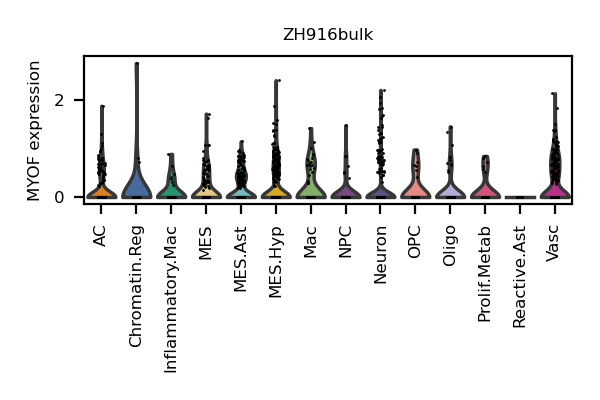 ZH916bulk
MYOF expression
2
0
AC
Chromatin.Reg
Inflammatory.Mac
MES
MES.Ast
MES.Hyp
Mac
NPC
Neuron
OPC
Oligo
Prolif.Metab
Reactive.Ast
Vasc